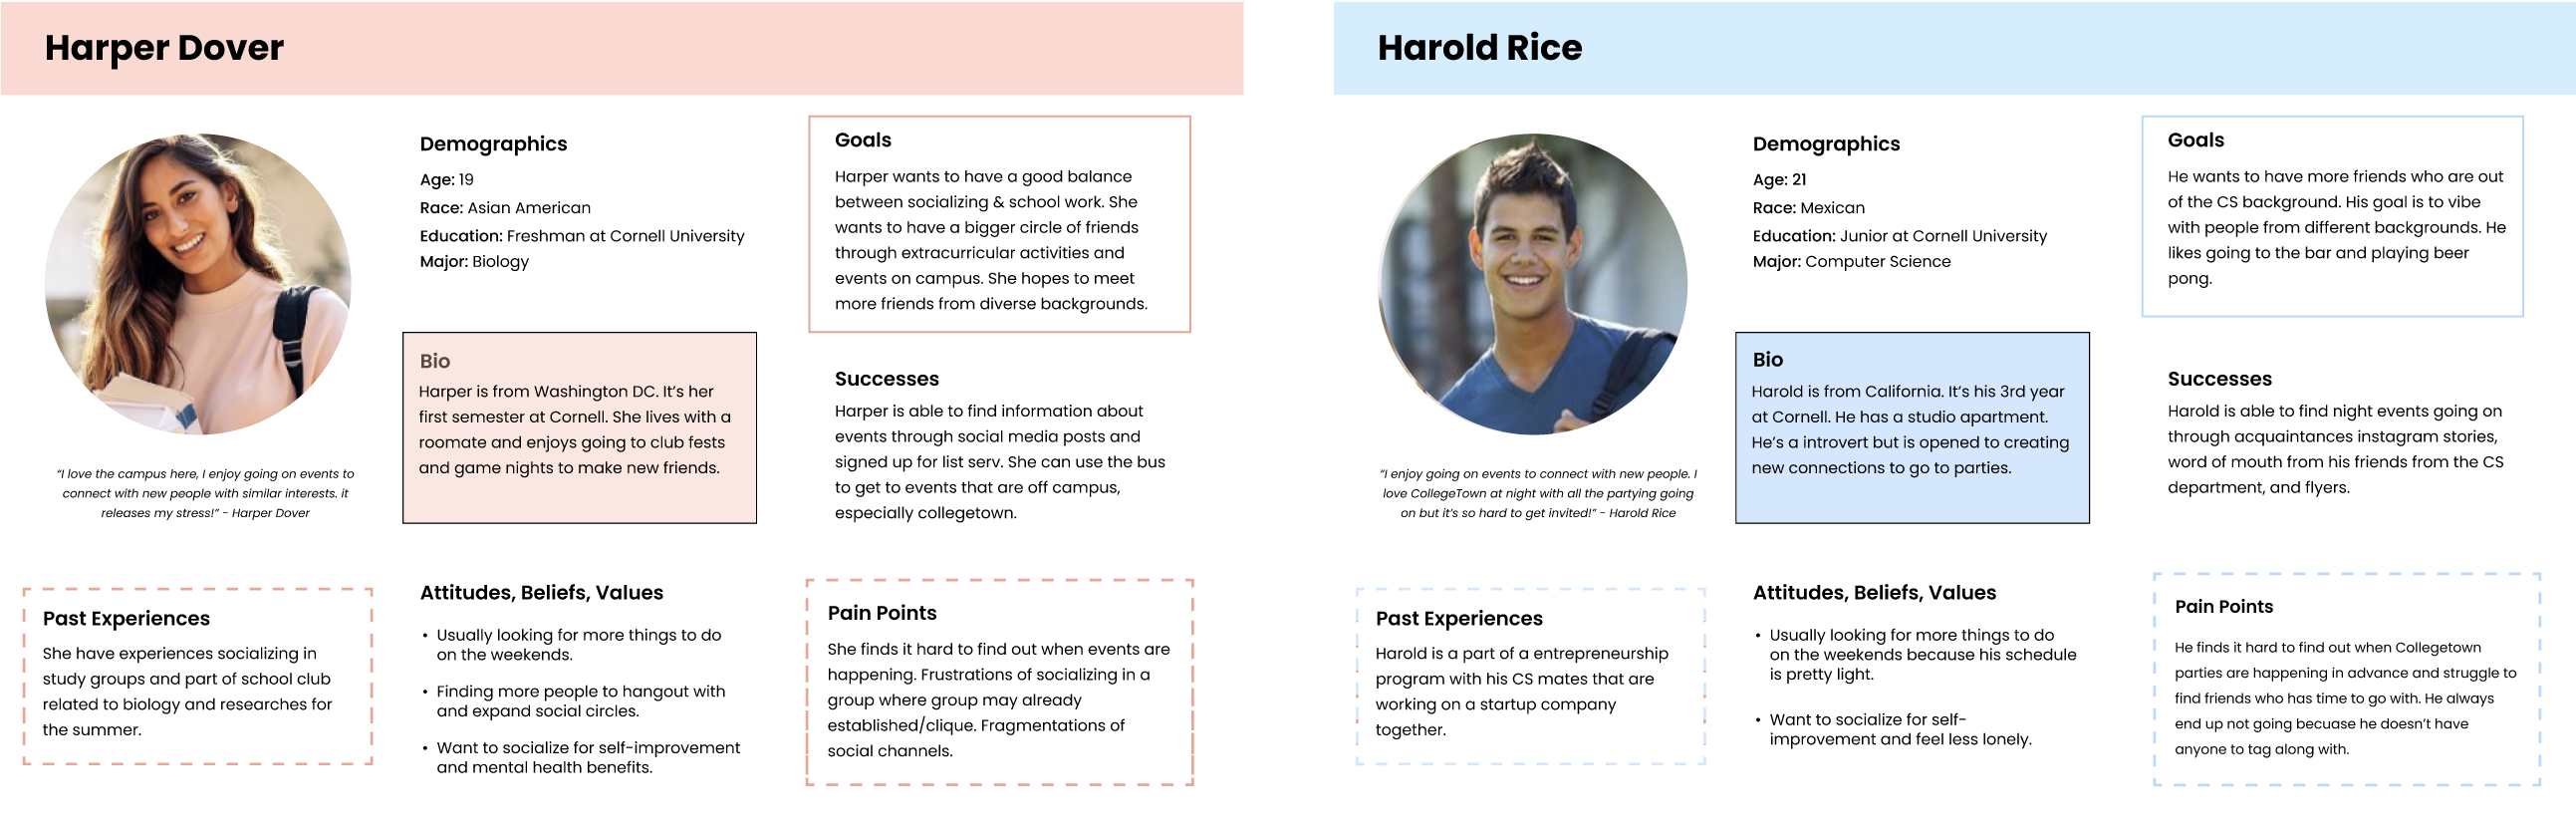 Harper Dover
Demographics
Age: 19
Race: Asian American
Education: Freshman at Cornell University
Major: Biology
Goals
Harper wants to have a good balance
between socializing & school work. She
wants to have a bigger circle of friends
through extracurricular activities and
events on campus. She hopes to meet
more friends from diverse backgrounds.
Bio
Harper is from Washington DC. It’s her
first semester at Cornell. She lives with a
roomate and enjoys going to club fests
and game nights to make new friends.
Successes
Harper is able to find information about
events through social media posts and
signed up for list serv. She can use the bus
to get to events that are off campus,
especially collegetown.
“I love the campus here, I enjoy going on events to
connect with new people with similar interests. it
releases my stress!” - Harper Dover
Past Experiences
She have experiences socializing in
study groups and part of school club
related to biology and researches for
the summer.
Attitudes, Beliefs, Values
• Usually looking for more things to do
on the weekends.
• Finding more people to hangout with
and expand social circles.
• Want to socialize for self-improvement
and mental health benefits.
Pain Points
She finds it hard to find out when events are
happening. Frustrations of socializing in a
group where group may already
established/clique. Fragmentations of
social channels.
Harold Rice
Demographics
Age: 21
Race: Mexican
Education: Junior at Cornell University
Major: Computer Science
Goals
He wants to have more friends who are out
of the CS background. His goal is to vibe
with people from different backgrounds. He
likes going to the bar and playing beer
pong.
Bio
Harold is from California. It’s his 3rd year
at Cornell. He has a studio apartment.
He’s a introvert but is opened to creating
new connections to go to parties.
Successes
Harold is able to find night events going on
through acquaintances instagram stories,
word of mouth from his friends from the CS
department, and flyers.
“I enjoy going on events to connect with new people. I
love CollegeTown at night with all the partying going
on but it’s so hard to get invited!” - Harold Rice
Past Experiences
Harold is a part of a entrepreneurship
program with his CS mates that are
working on a startup company
together.
Attitudes, Beliefs, Values
• Usually looking for more things to do
on the weekends because his schedule
is pretty light.
• Want to socialize for self-
improvement and feel less lonely.
Pain Points
He finds it hard to find out when Collegetown
parties are happening in advance and struggle to
find friends who has time to go with. He always
end up not going becuase he doesn’t have
anyone to tag along with.